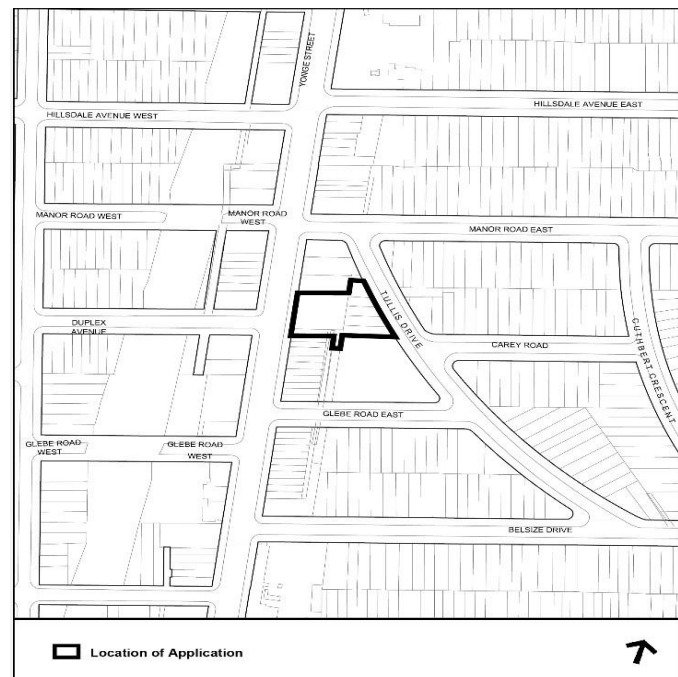 YONGE STREET
HILLSDALE AVENUE EAST
HILLSDALE AVENUE WEST
MANOR ROAD WEST
MANOR ROAD
WEST
MANOR ROAD EAST
TULLIS DRIVE
DUPLEX
AVENUE
CAREY ROAD
CUTHBERT CRESCENT
GLEBE ROAD EAST
GLEBE ROAD
WEST
GLEBE ROAD
WEST
BELSIZE DRIVE
Location of Application